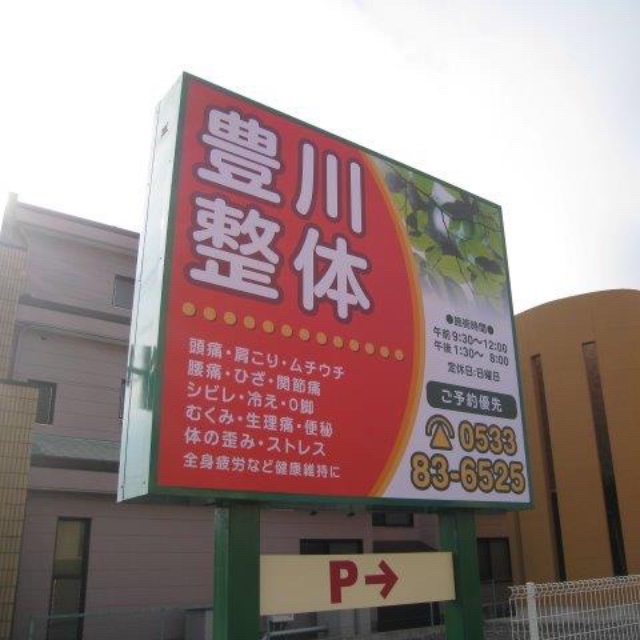 豊川
整体
頭痛・肩こり・ムチウチ
腰痛・ひざ・関節痛
シビレ・冷え・O脚
むくみ・生理痛・便秘
体の歪み・ストレス
全身疲労など健康維持に
●施術時間●
午前9:30〜12:00
午後1:30〜 8:00
定休日:日曜日
ご予約優先
0533
83-6525
P→